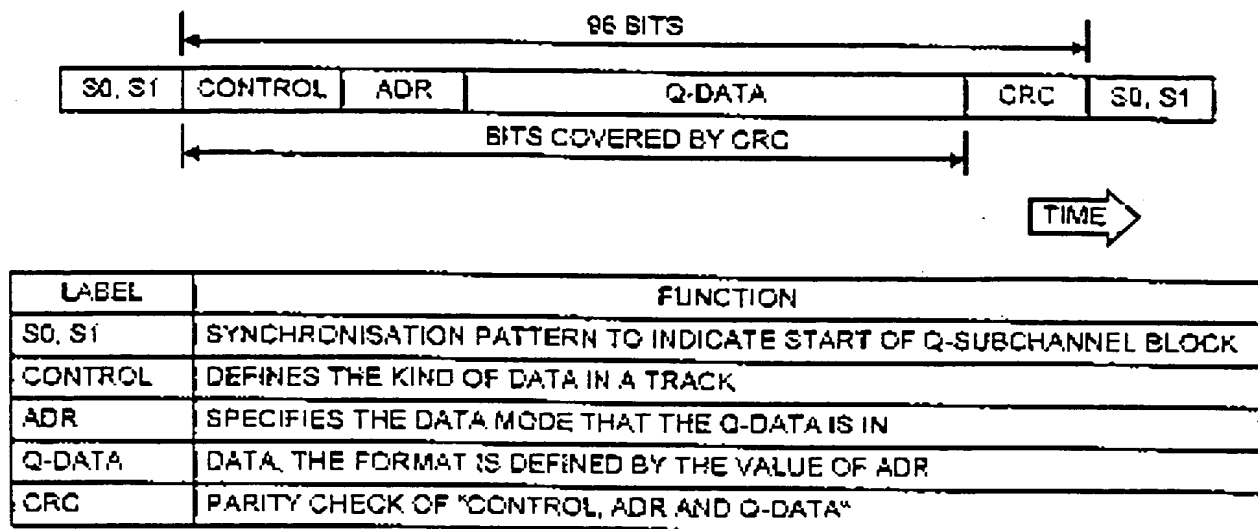 96 BITS
S0, S1 CONTROL ADR Q-DATA CRC S0, S1
BITS COVERED BY CRC
TIME
LABEL FUNCTION
S0, S1 SYNCHRONISATION PATTERN TO INDICATE START OF Q-SUBCHANNEL BLOCK
CONTROL DEFINES THE KIND OF DATA IN A TRACK
ADR SPECIFIES THE DATA MODE THAT THE Q-DATA IS IN
Q-DATA DATA, THE FORMAT IS DEFINED BY THE VALUE OF ADR
CRC PARITY CHECK OF "CONTROL, ADR AND Q-DATA"